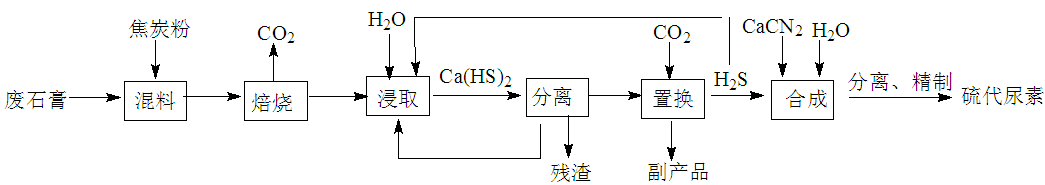 焦炭粉
CO2
H2O
CO2
CaCN2
H2O
废石膏
混料
焙烧
浸取
Ca(HS)2
分离
置换
H2S
合成
分离、精制
硫代尿素
残渣
副产品